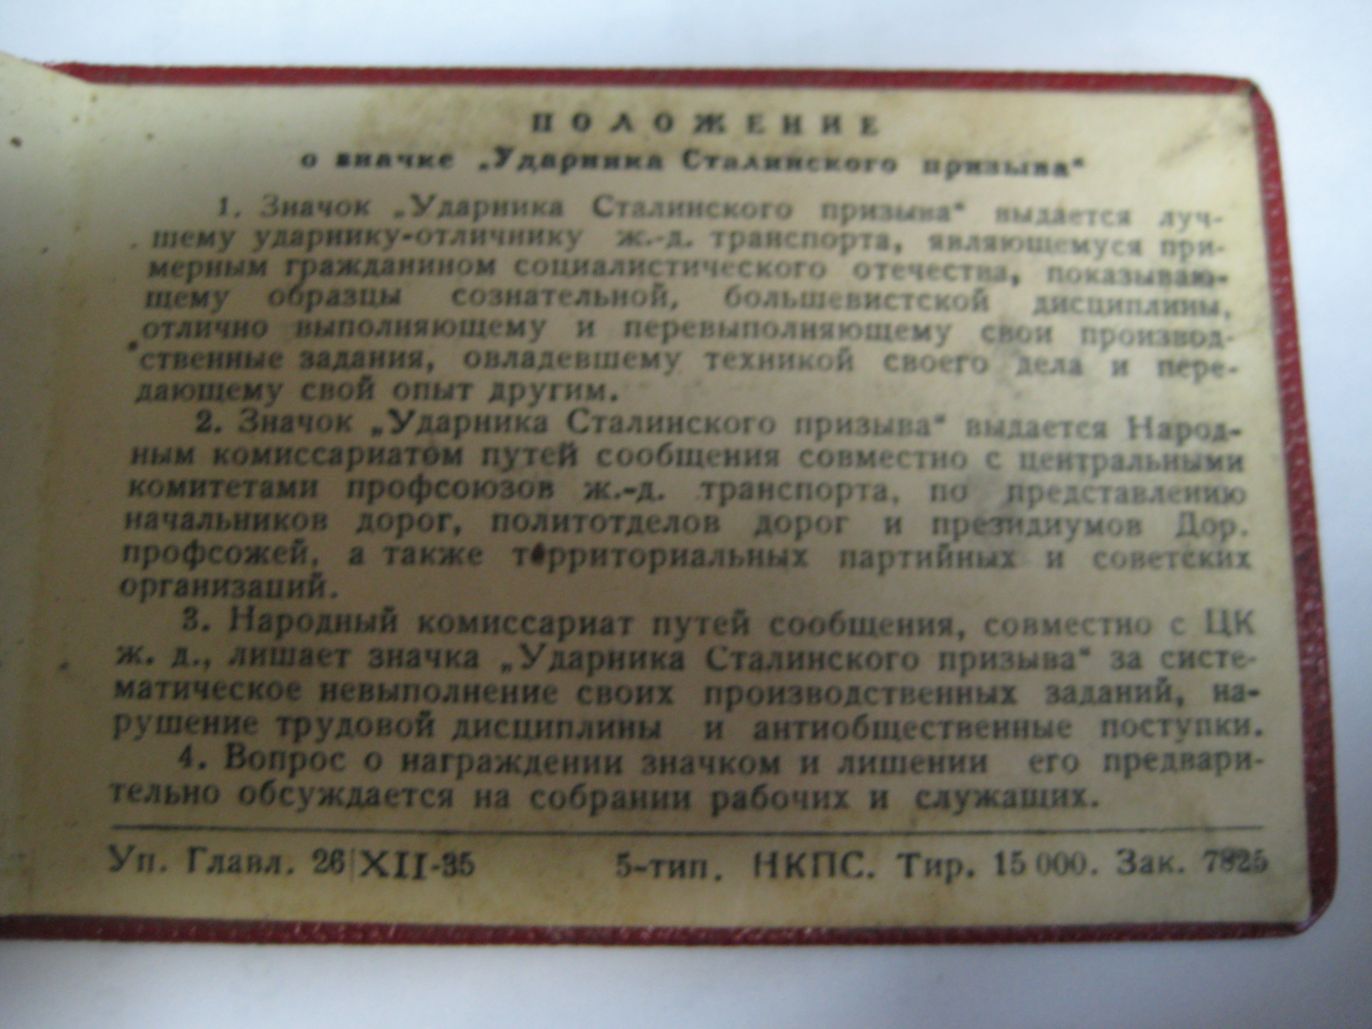 ПОЛОЖЕНИЕ
о значке „Ударника Сталинского призыва“
1. Значок „Ударника Сталинского призыва“ выдается луч-
шему ударнику-отличнику ж.-д. транспорта, являющемуся при-
мерным гражданином социалистического отечества, показываю-
щему образцы сознательной, большевистской дисциплины,
отлично выполняющему и перевыполняющему свои производ-
ственные задания, овладевшему техникой своего дела и пере-
дающему свой опыт другим.
2. Значок „Ударника Сталинского призыва“ выдается Народ-
ным комиссариатом путей сообщения совместно с центральными
комитетами профсоюзов ж.-д. транспорта, по представлению
начальников дорог, политотделов дорог и президиумов Дор.
профсожей, а также территориальных партийных и советских
организаций.
3. Народный комиссариат путей сообщения, совместно с ЦК
ж. д., лишает значка „Ударника Сталинского призыва“ за систе-
матическое невыполнение своих производственных заданий, на-
рушение трудовой дисциплины и антиобщественные поступки.
4. Вопрос о награждении значком и лишении его предвари-
тельно обсуждается на собрании рабочих и служащих.
Уп. Главл. 26|XII-35 5-тип. НКПС. Тир. 15 000. Зак. 7825